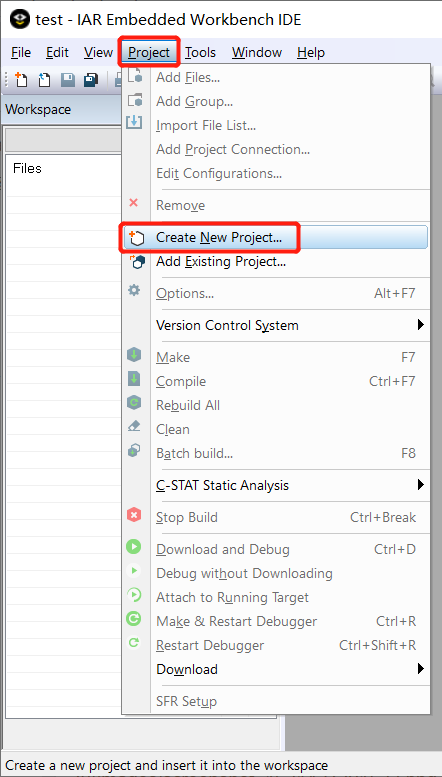 test - IAR Embedded Workbench IDE
File Edit View Project Tools Window Help
Workspace
Files
Add Files...
Add Group...
Import File List...
Add Project Connection...
Edit Configurations...
Remove
Create New Project...
Add Existing Project...
Options... Alt+F7
Version Control System
Make F7
Compile Ctrl+F7
Rebuild All
Clean
Batch build... F8
C-STAT Static Analysis
Stop Build Ctrl+Break
Download and Debug Ctrl+D
Debug without Downloading
Attach to Running Target
Make & Restart Debugger Ctrl+R
Restart Debugger Ctrl+Shift+R
Download
SFR Setup
Create a new project and insert it into the workspace